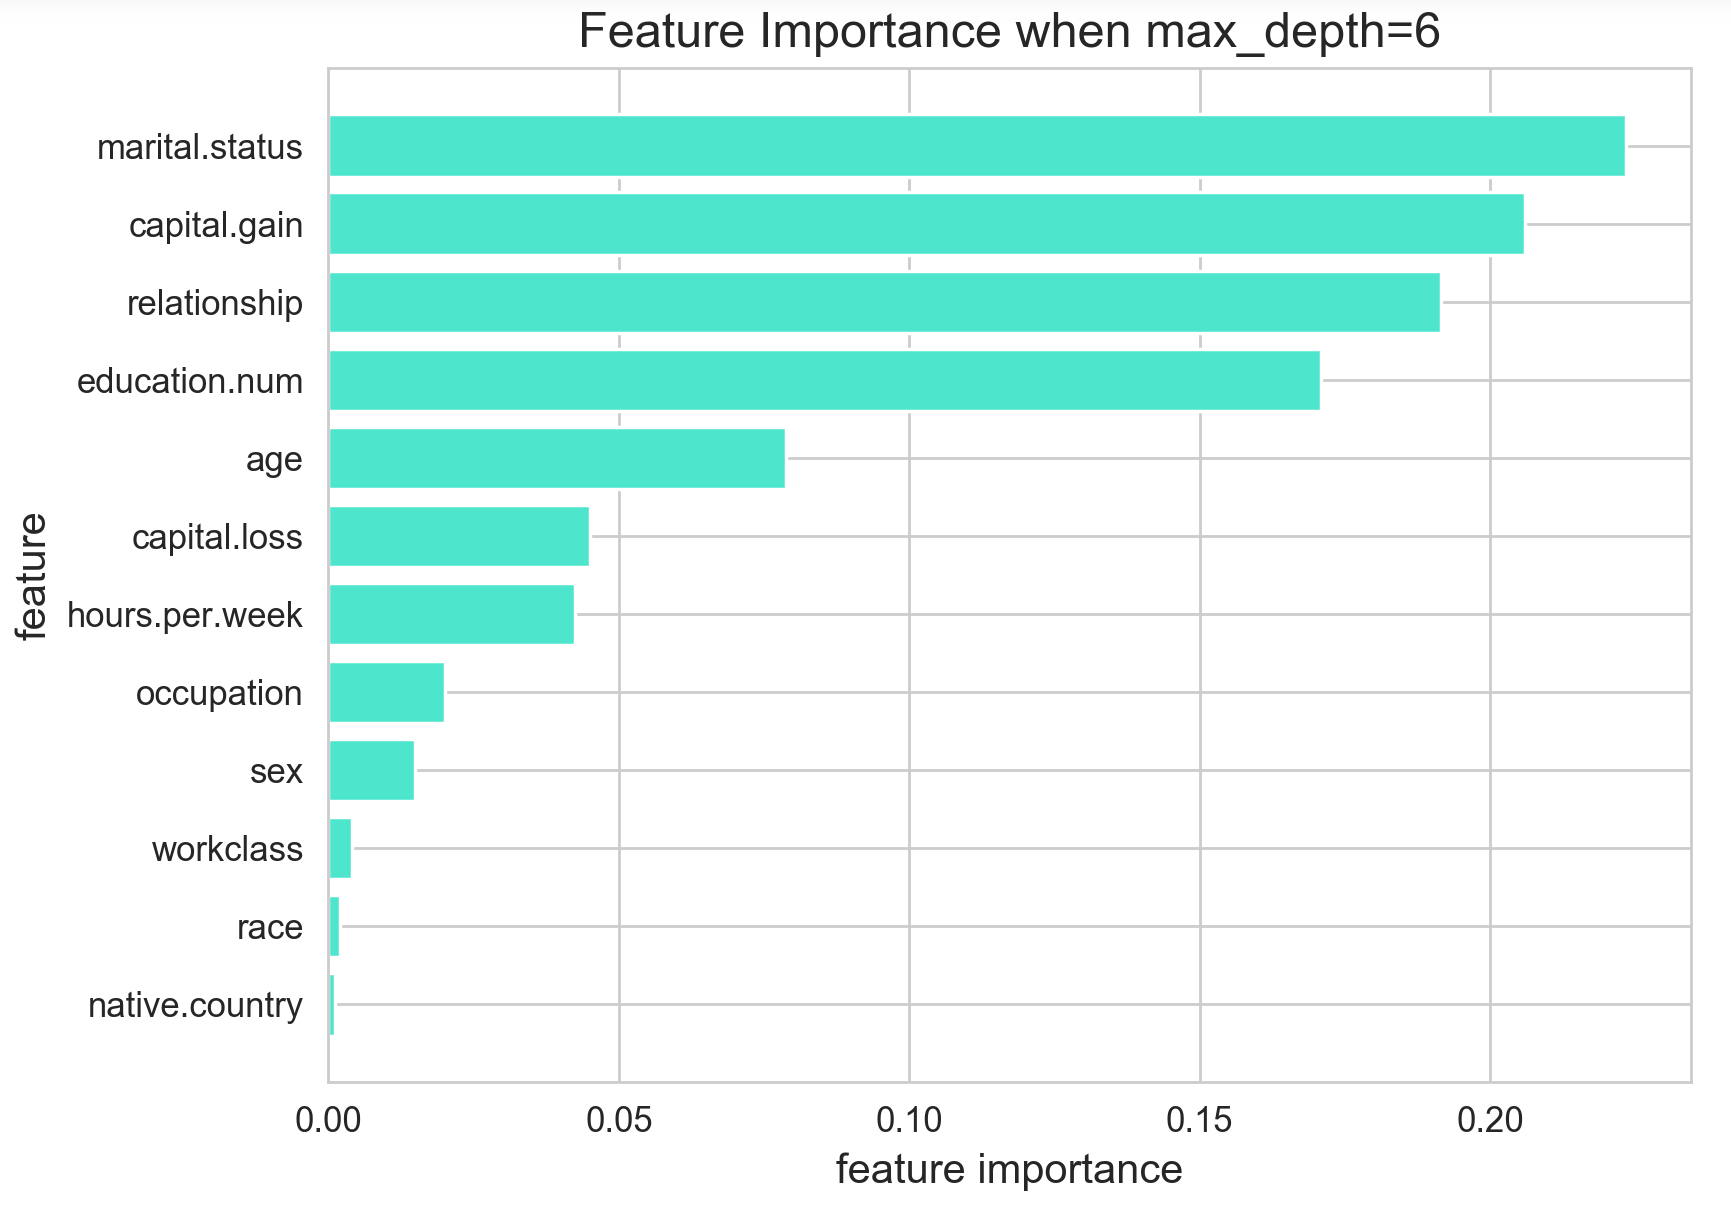 Feature Importance when max_depth=6
marital.status
capital.gain
relationship
education.num
age
capital.loss
hours.per.week
occupation
sex
workclass
race
native.country
feature
0.00 0.05 0.10 0.15 0.20
feature importance